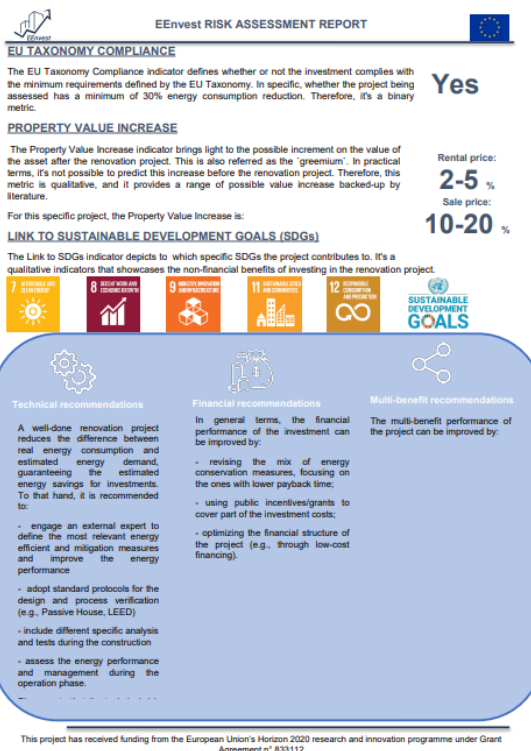 EEnvest
EEnvest RISK ASSESSMENT REPORT
EU TAXONOMY COMPLIANCE
The EU Taxonomy Compliance indicator defines whether or not the investment complies with
the minimum requirements defined by the EU Taxonomy. In specific, whether the project being
assessed has a minimum of 30% energy consumption reduction. Therefore, it's a binary
metric.
Yes
PROPERTY VALUE INCREASE
The Property Value Increase indicator brings light to the possible increment on the value of
the asset after the renovation project. This is also referred as the `greemium`. In practical
terms, it's not possible to predict this increase before the renovation project. Therefore, this
metric is qualitative, and it provides a range of possible value increase backed-up by
literature.
For this specific project, the Property Value Increase is:
Rental price:
2-5 %
Sale price:
10-20 %
LINK TO SUSTAINABLE DEVELOPMENT GOALS (SDGs)
The Link to SDGs indicator depicts to which specific SDGs the project contributes to. It's a
qualitative indicators that showcases the non-financial benefits of investing in the renovation project.
7 AFFORDABLE AND
CLEAN ENERGY
8 DECENT WORK AND
ECONOMIC GROWTH
9 INDUSTRY, INNOVATION
AND INFRASTRUCTURE
11 SUSTAINABLE CITIES
AND COMMUNITIES
12 RESPONSIBLE
CONSUMPTION
AND PRODUCTION
SUSTAINABLE
DEVELOPMENT
GOALS
Technical recommendations
A well-done renovation project
reduces the difference between
real energy consumption and
estimated energy demand,
guaranteeing the estimated
energy savings for investments.
To that hand, it is recommended
to:
- engage an external expert to
define the most relevant energy
efficient and mitigation measures
and improve the energy
performance
- adopt standard protocols for the
design and process verification
(e.g., Passive House, LEED)
- include different specific analysis
and tests during the construction
- assess the energy performance
and management during the
operation phase.
Financial recommendations
In general terms, the financial
performance of the investment can
be improved by:
- revising the mix of energy
conservation measures, focusing on
the ones with lower payback time;
- using public incentives/grants to
cover part of the investment costs;
- optimizing the financial structure of
the project (e.g., through low-cost
financing).
Multi-benefit recommendations
The multi-benefit performance of
the project can be improved by:
This project has received funding from the European Union's Horizon 2020 research and innovation programme under Grant
Agreement n° 833112